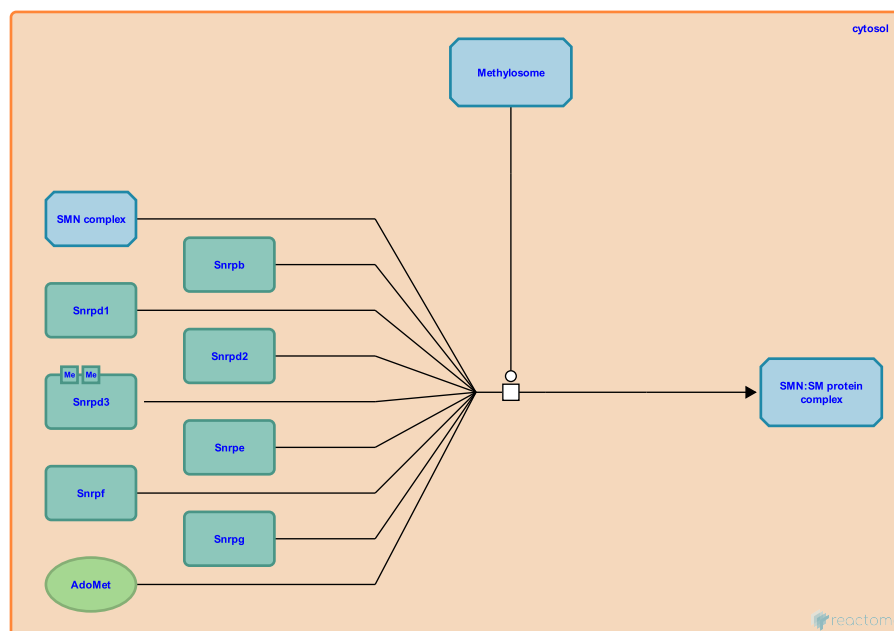 cytosol
Methylosome
SMN complex
Snrpb
Snrpd1
Snrpd2
Me Me
Snrpd3
SMN:SM protein
complex
Snrpe
Snrpf
Snrpg
AdoMet
reactom